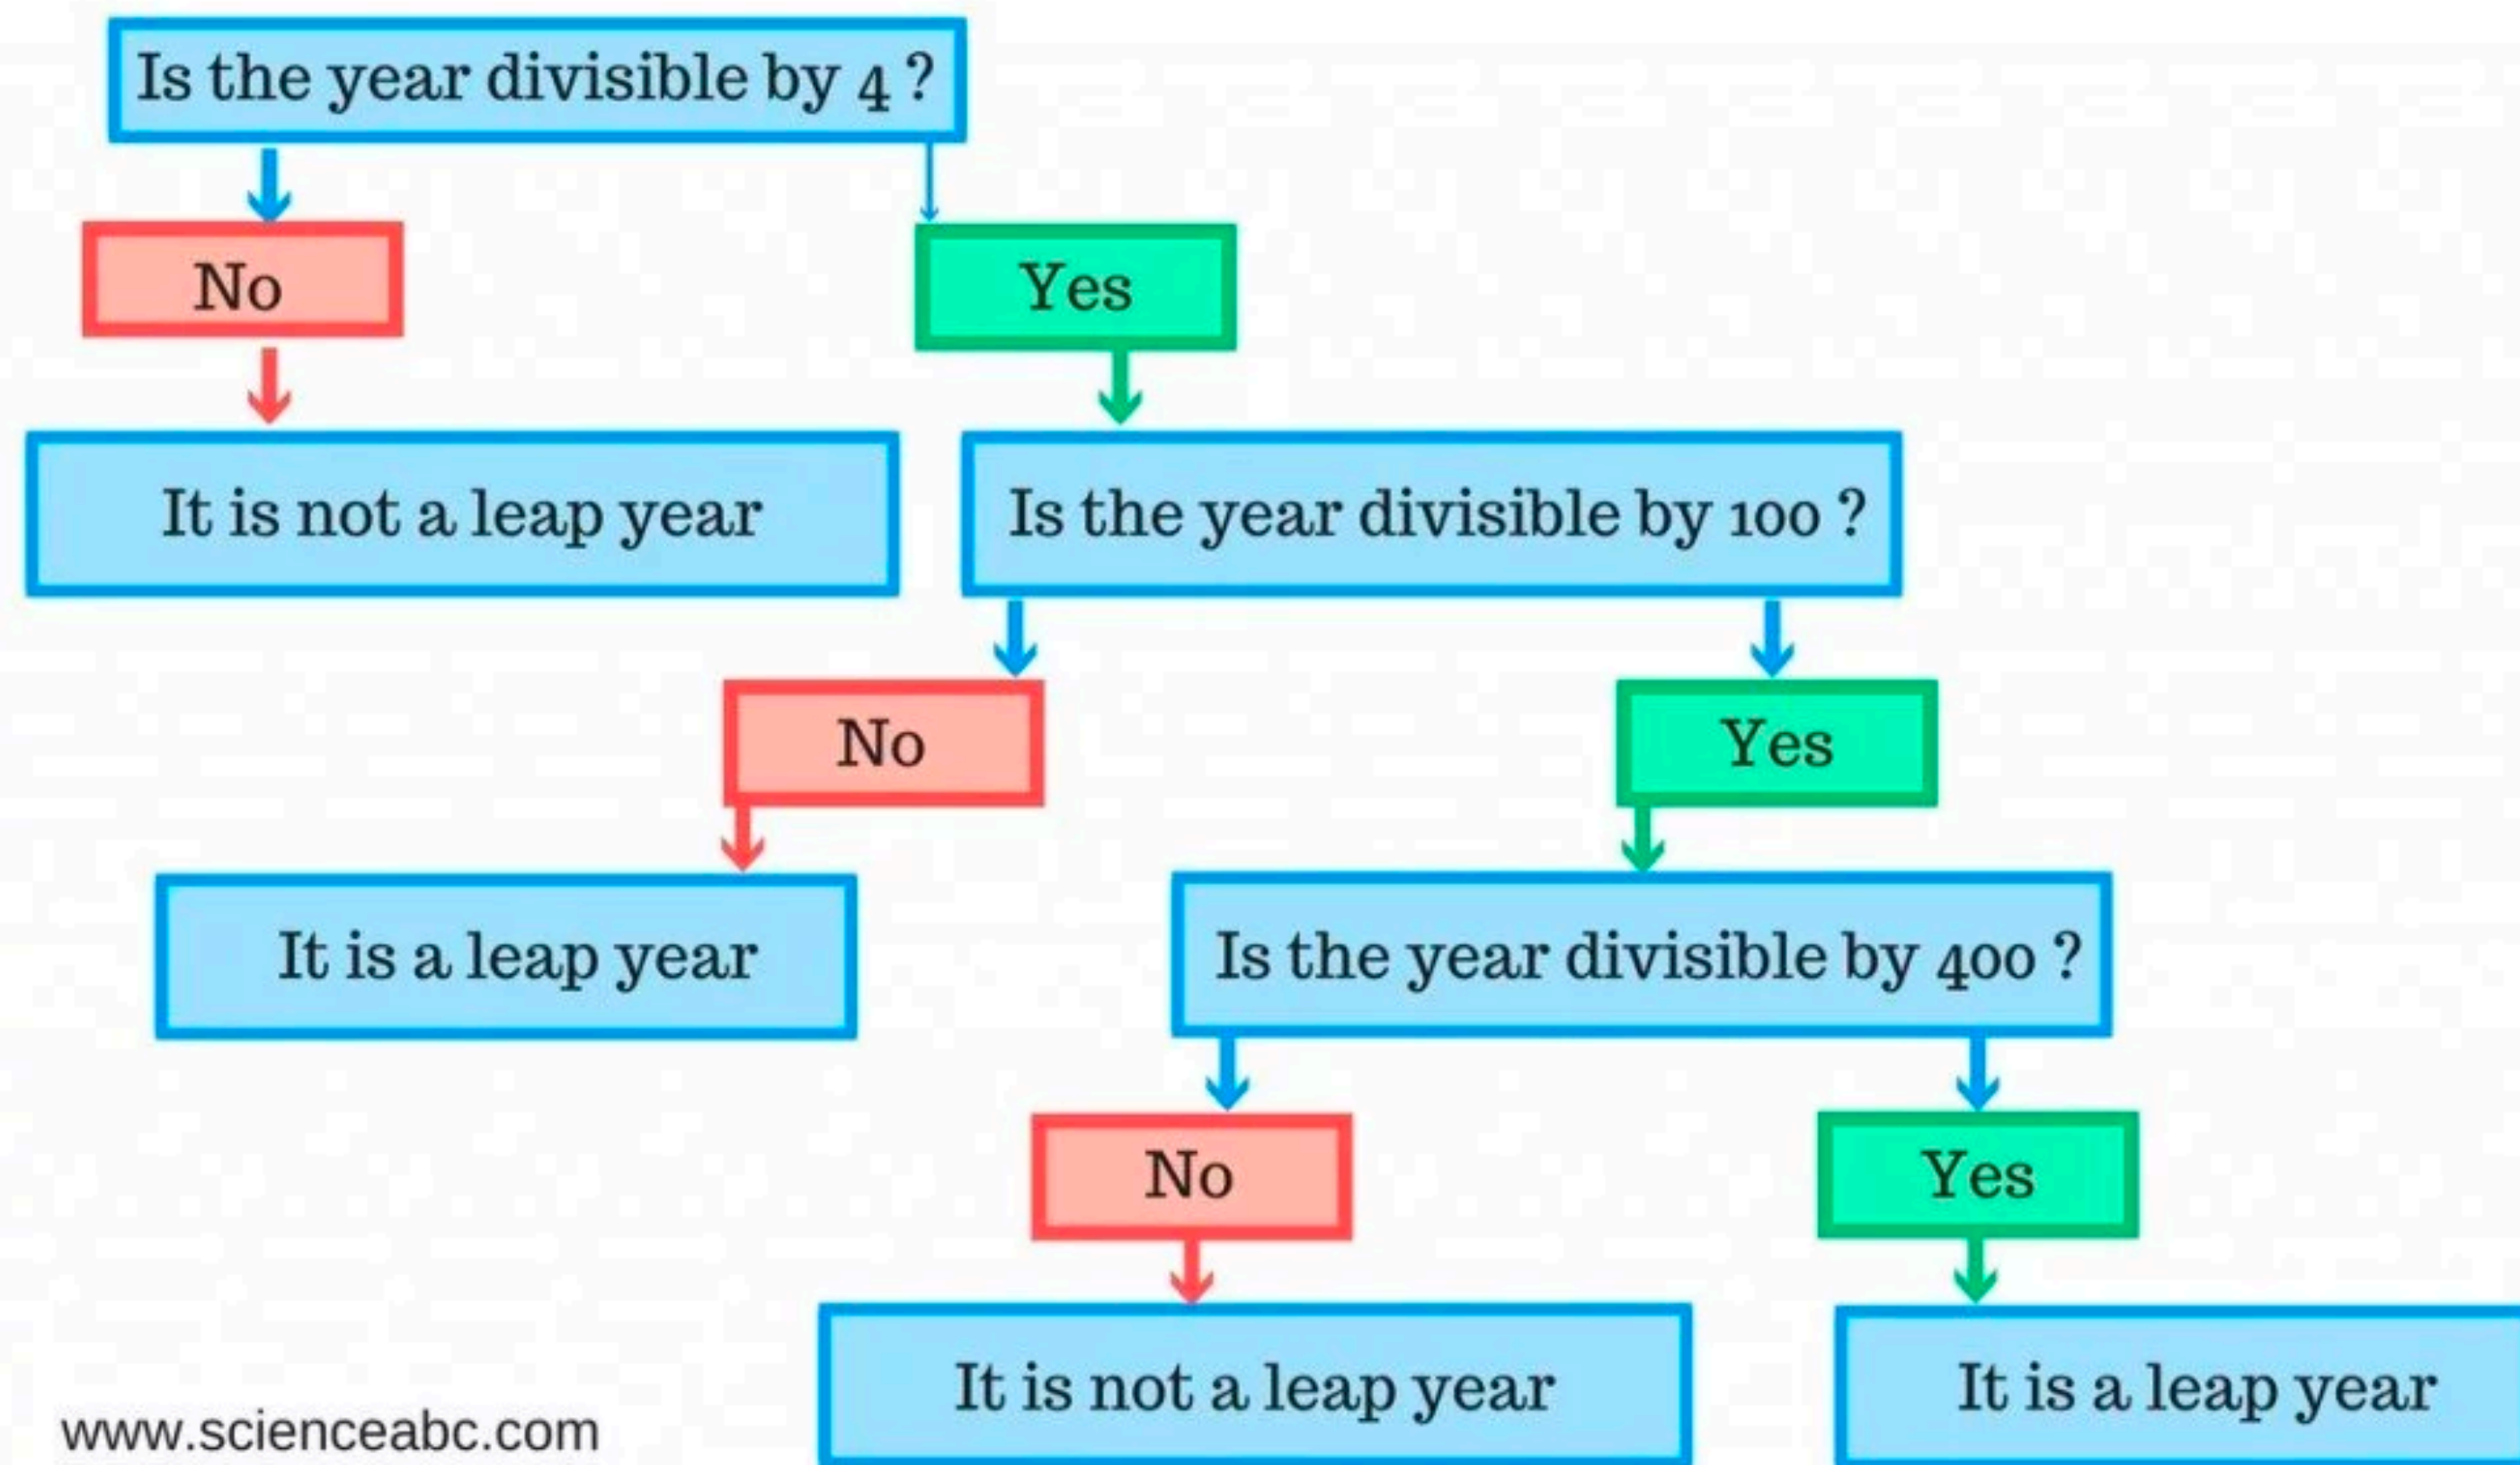 Is the year divisible by 4 ?
No
Yes
It is not a leap year
Is the year divisible by 100 ?
No
Yes
It is a leap year
Is the year divisible by 400 ?
No
Yes
It is not a leap year
It is a leap year
www.scienceabc.com